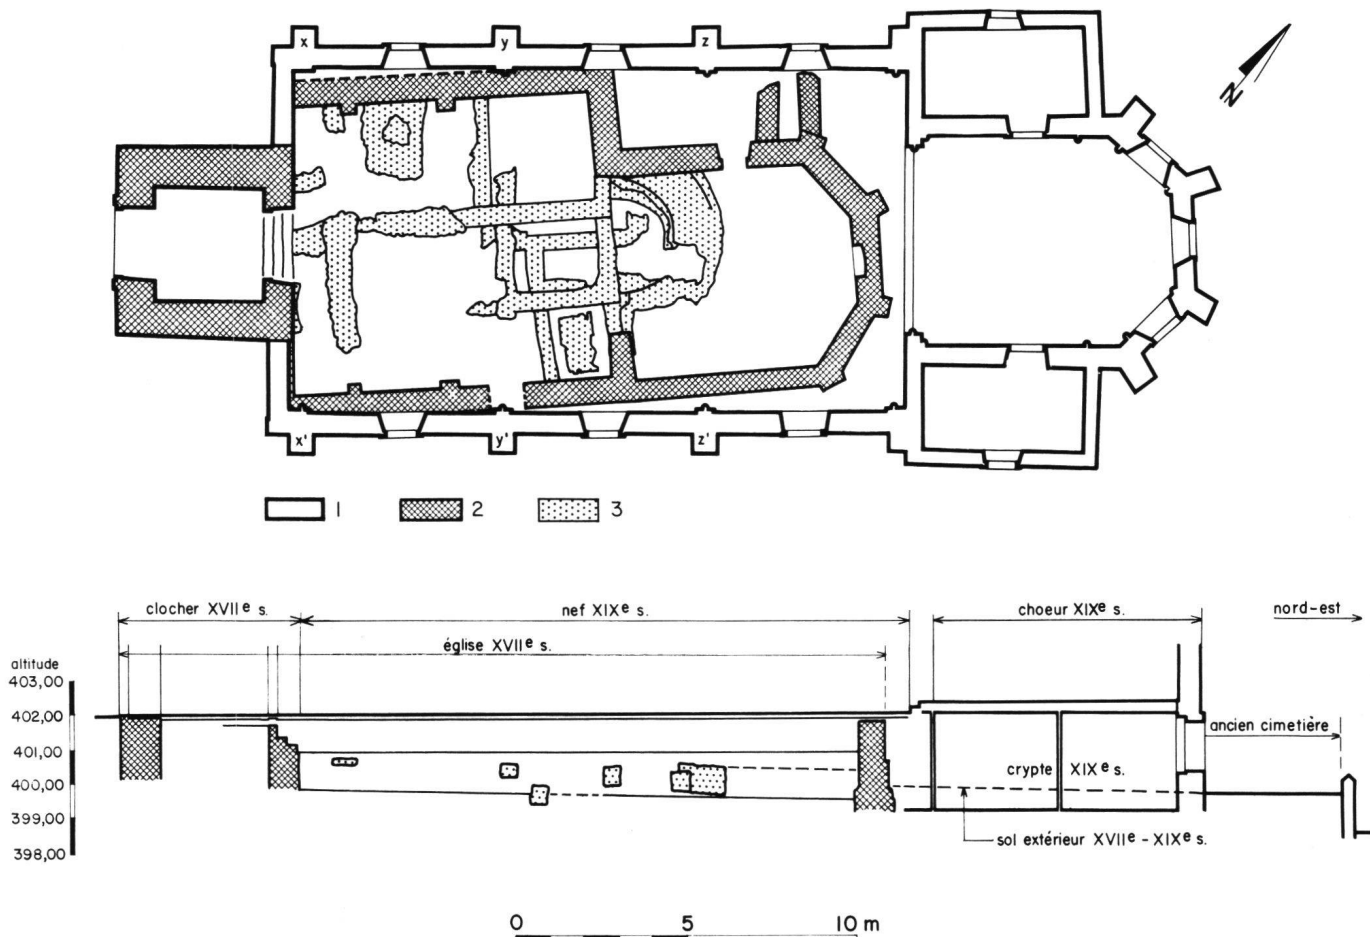 x y z
N
x' y' z'
1 2 3
clocher XVIIe s. nef XIXe s. choeur XIXe s. nord-est
église XVIIe s.
altitude
403,00
402,00
401,00
400,00
399,00
398,00
ancien cimetière
crypte XIXe s.
sol extérieur XVIIe - XIXe s.
0 5 10 m